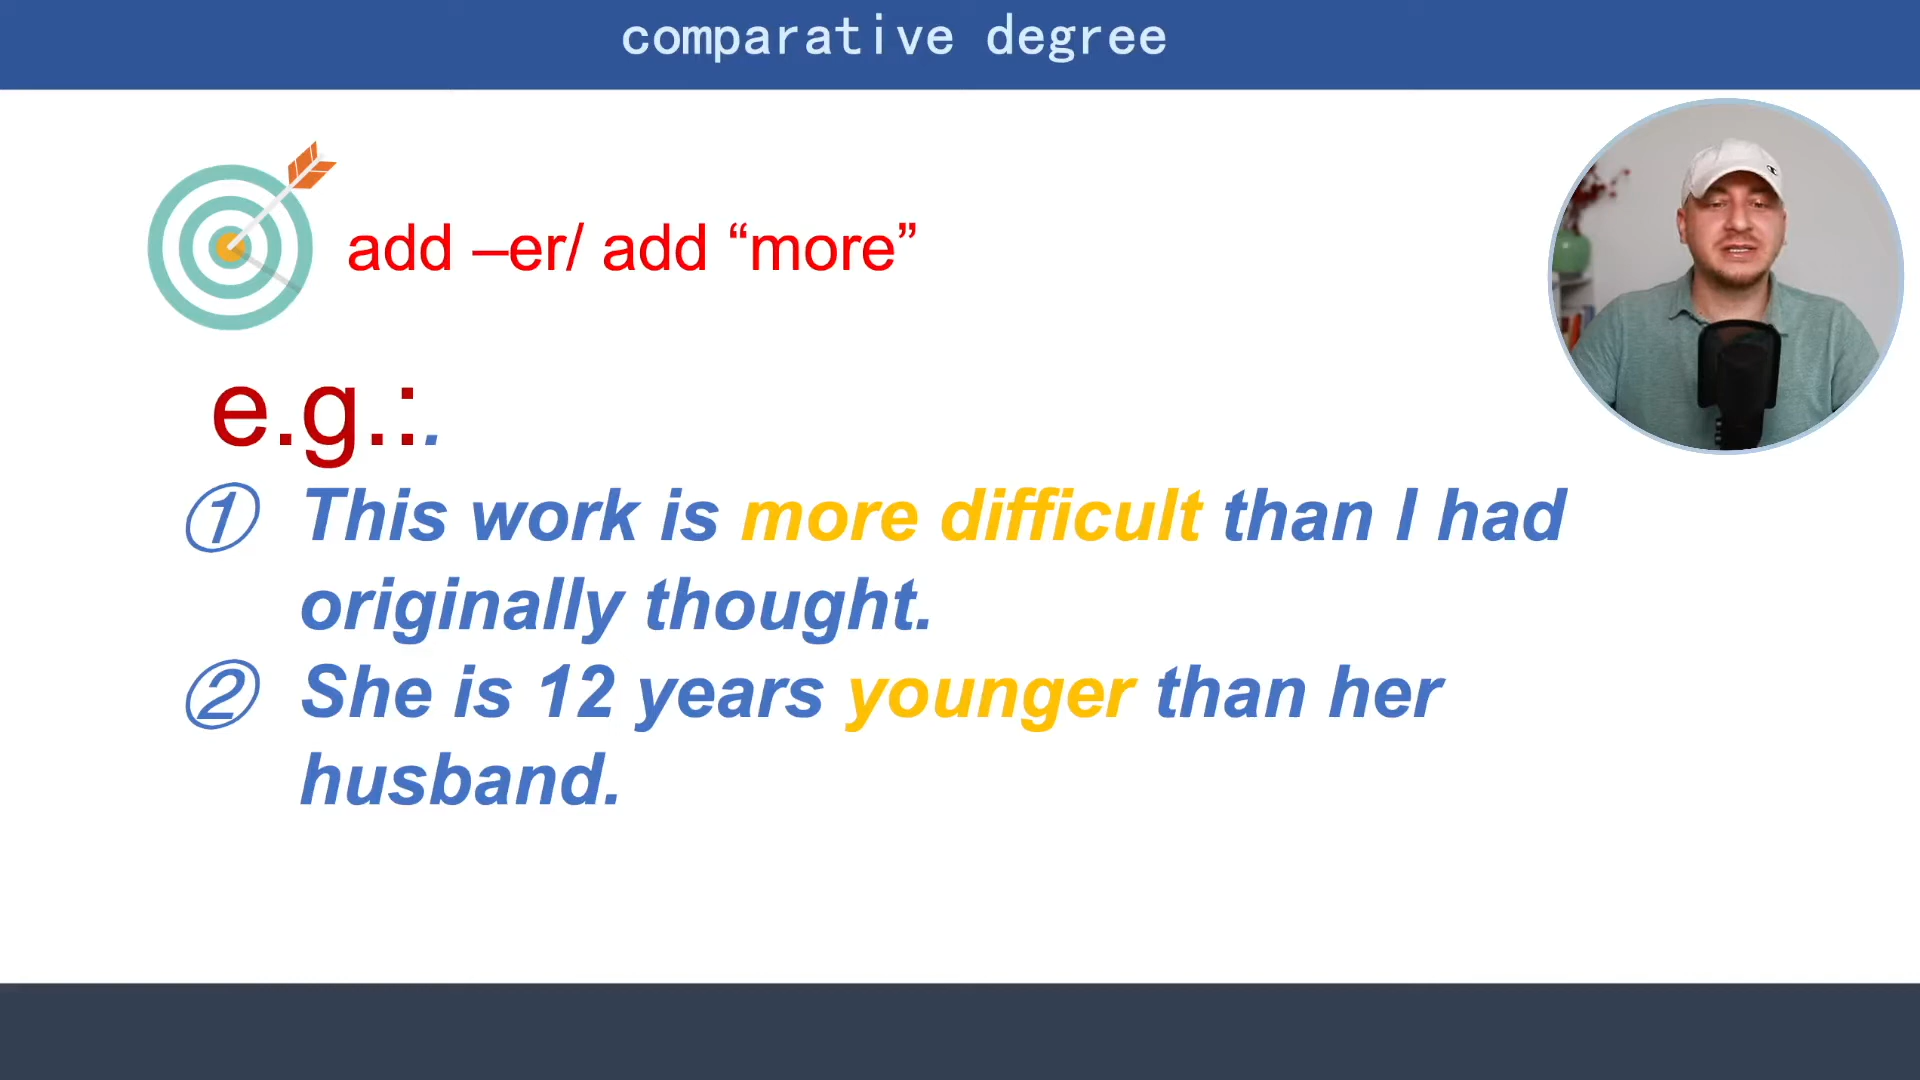 comparative degree
add –er/ add “more”
e.g.:.
① This work is more difficult than I had
originally thought.
② She is 12 years younger than her
husband.